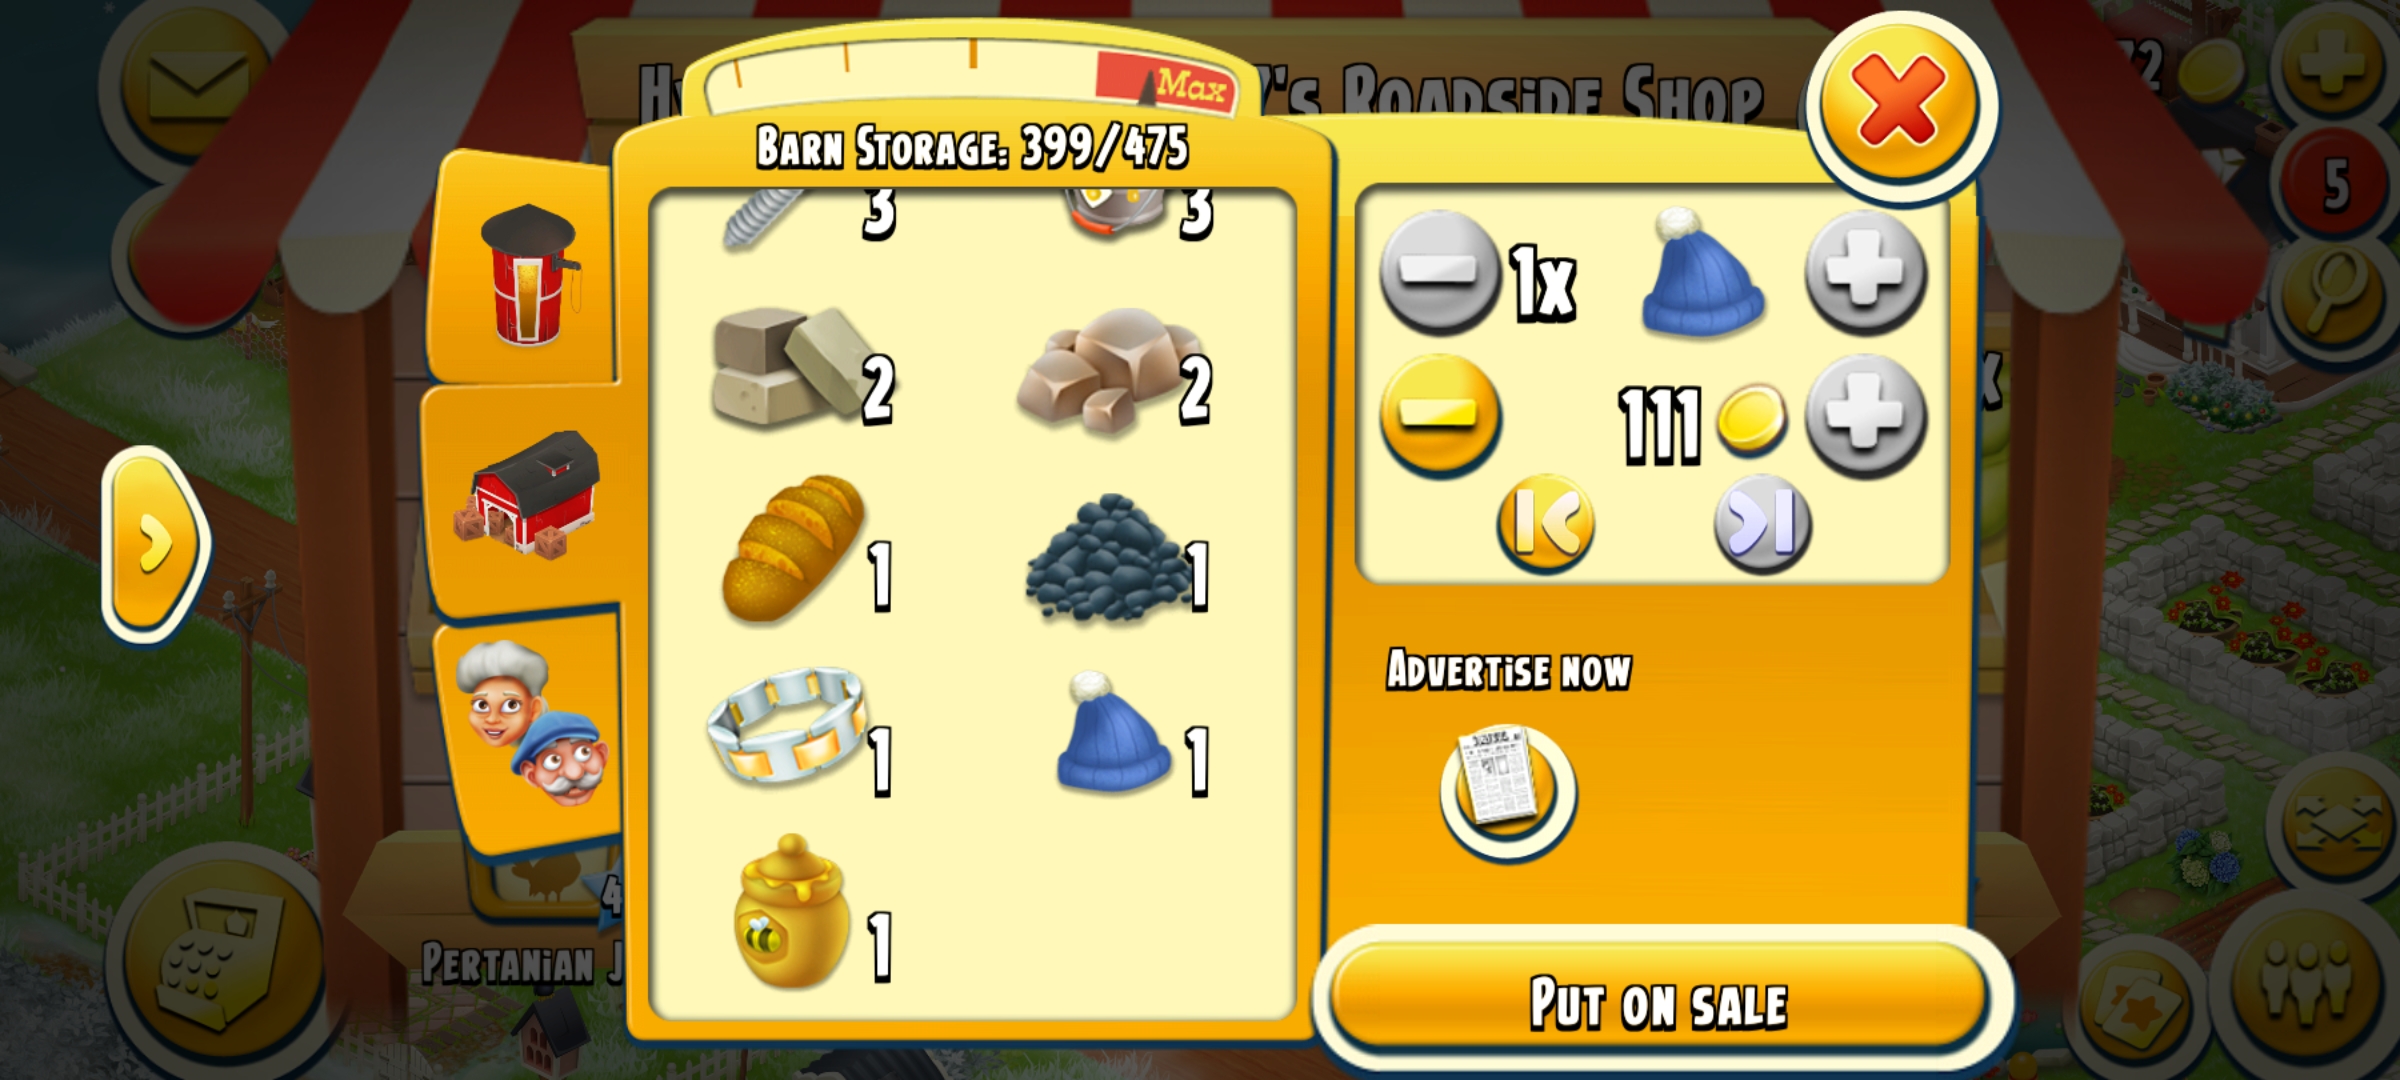 'S ROADSIDE SHOP
Max
BARN STORAGE: 399/475
5
3
3
2
2
1
1
1
1
1
1x
111
ADVERTISE NOW
PUT ON SALE
PERTANIAN